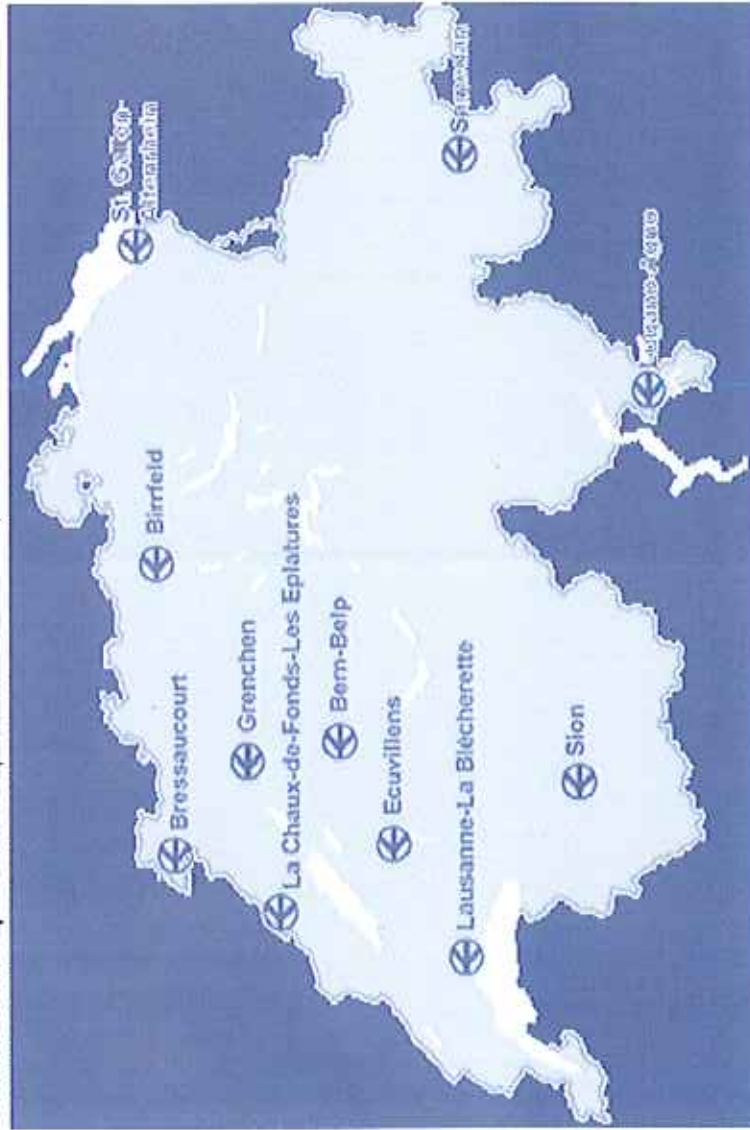 St. Gallen-
Altenrhein
Birrfeld
Bressaucourt
Grenchen
La Chaux-de-Fonds-Les Eplatures
Bern-Belp
Samedan
Ecuvillens
Lausanne-La Blécherette
Sion
Lugano-Agno